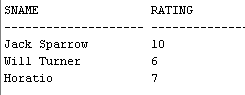 SNAME RATING
-------------------- ----------
Jack Sparrow 10
Will Turner 6
Horatio 7